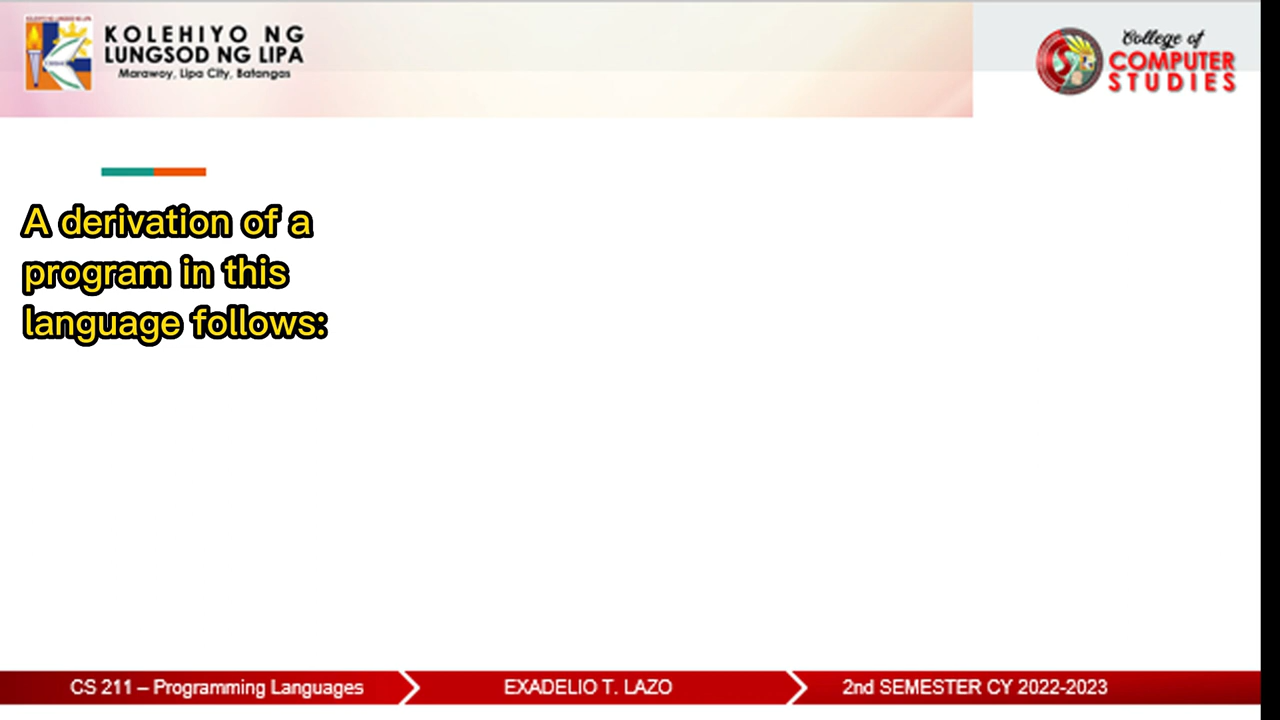 KOLEHIYO NG
LUNGSOD NG LIPA
Marawoy, Lipa City, Batangas
College of
COMPUTER
STUDIES
A derivation of a
program in this
language follows:
CS 211 – Programming Languages
EXADELIO T. LAZO
2nd SEMESTER CY 2022-2023